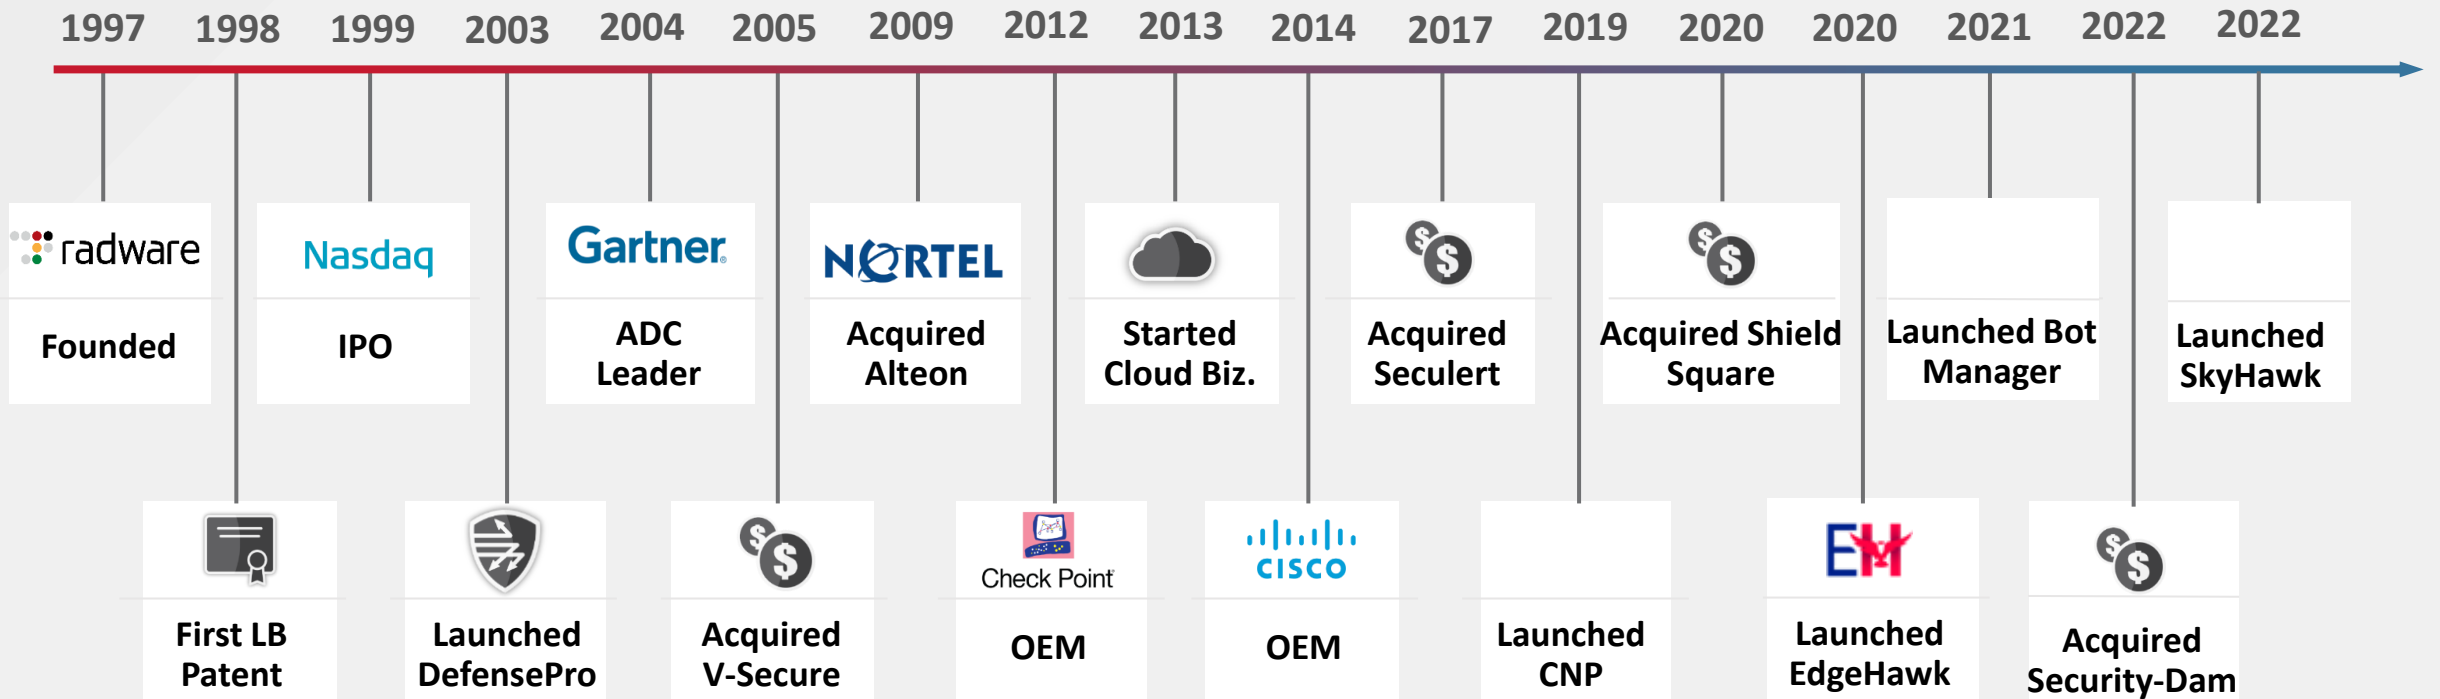 1997 1998 1999 2003 2004 2005 2009 2012 2013 2014 2017 2019 2020 2020 2021 2022 2022
radware
Founded
Nasdaq
IPO
Gartner
ADC
Leader
NORTEL
Acquired
Alteon
Started
Cloud Biz.
$ $
Acquired
Seculert
$ $
Acquired Shield
Square
Launched Bot
Manager
Launched
SkyHawk
First LB
Patent
Launched
DefensePro
$ $
Acquired
V-Secure
Check Point
OEM
CISCO
OEM
Launched
CNP
EH
Launched
EdgeHawk
$ $
Acquired
Security-Dam